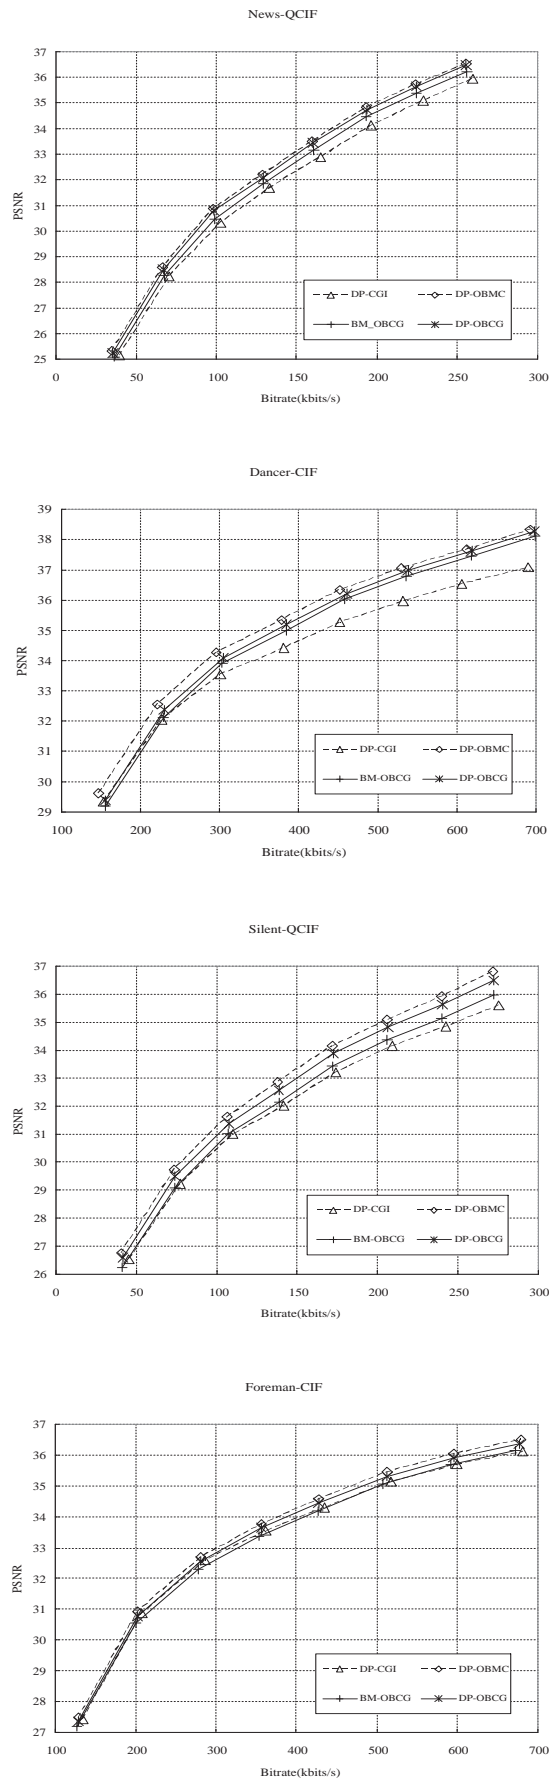 News-QCIF
37
36
35
34
33
32
31
30
29
28
27
26
25
PSNR
0 50 100 150 200 250 300
Bitrate(kbits/s)
DP-CGI DP-OBMC
BM_OBCG DP-OBCG
Dancer-CIF
39
38
37
36
35
34
33
32
31
30
29
PSNR
100 200 300 400 500 600 700
Bitrate(kbits/s)
DP-CGI DP-OBMC
BM-OBCG DP-OBCG
Silent-QCIF
37
36
35
34
33
32
31
30
29
28
27
26
PSNR
0 50 100 150 200 250 300
Bitrate(kbits/s)
DP-CGI DP-OBMC
BM-OBCG DP-OBCG
Foreman-CIF
37
36
35
34
33
32
31
30
29
28
27
PSNR
100 200 300 400 500 600 700
Bitrate(kbits/s)
DP-CGI DP-OBMC
BM-OBCG DP-OBCG